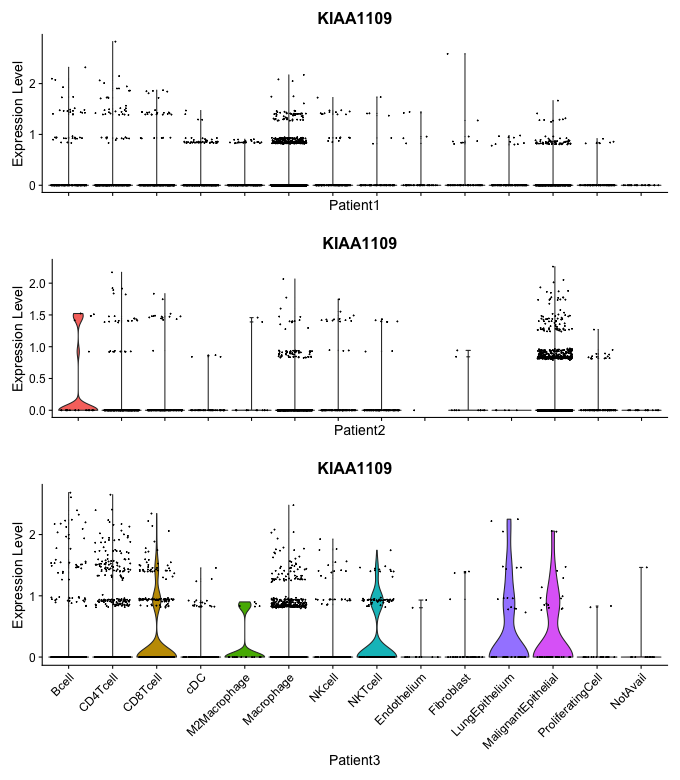 KIAA1109
Expression Level
2
1
0
Patient1
KIAA1109
Expression Level
2.0
1.5
1.0
0.5
0.0
Patient2
KIAA1109
Expression Level
2
1
0
Bcell
CD4Tcell
CD8Tcell
cDC
M2Macrophage
Macrophage
NKcell
NKTcell
Endothelium
Fibroblast
LungEpithelium
MalignantEpithelial
ProliferatingCell
NotAvail
Patient3